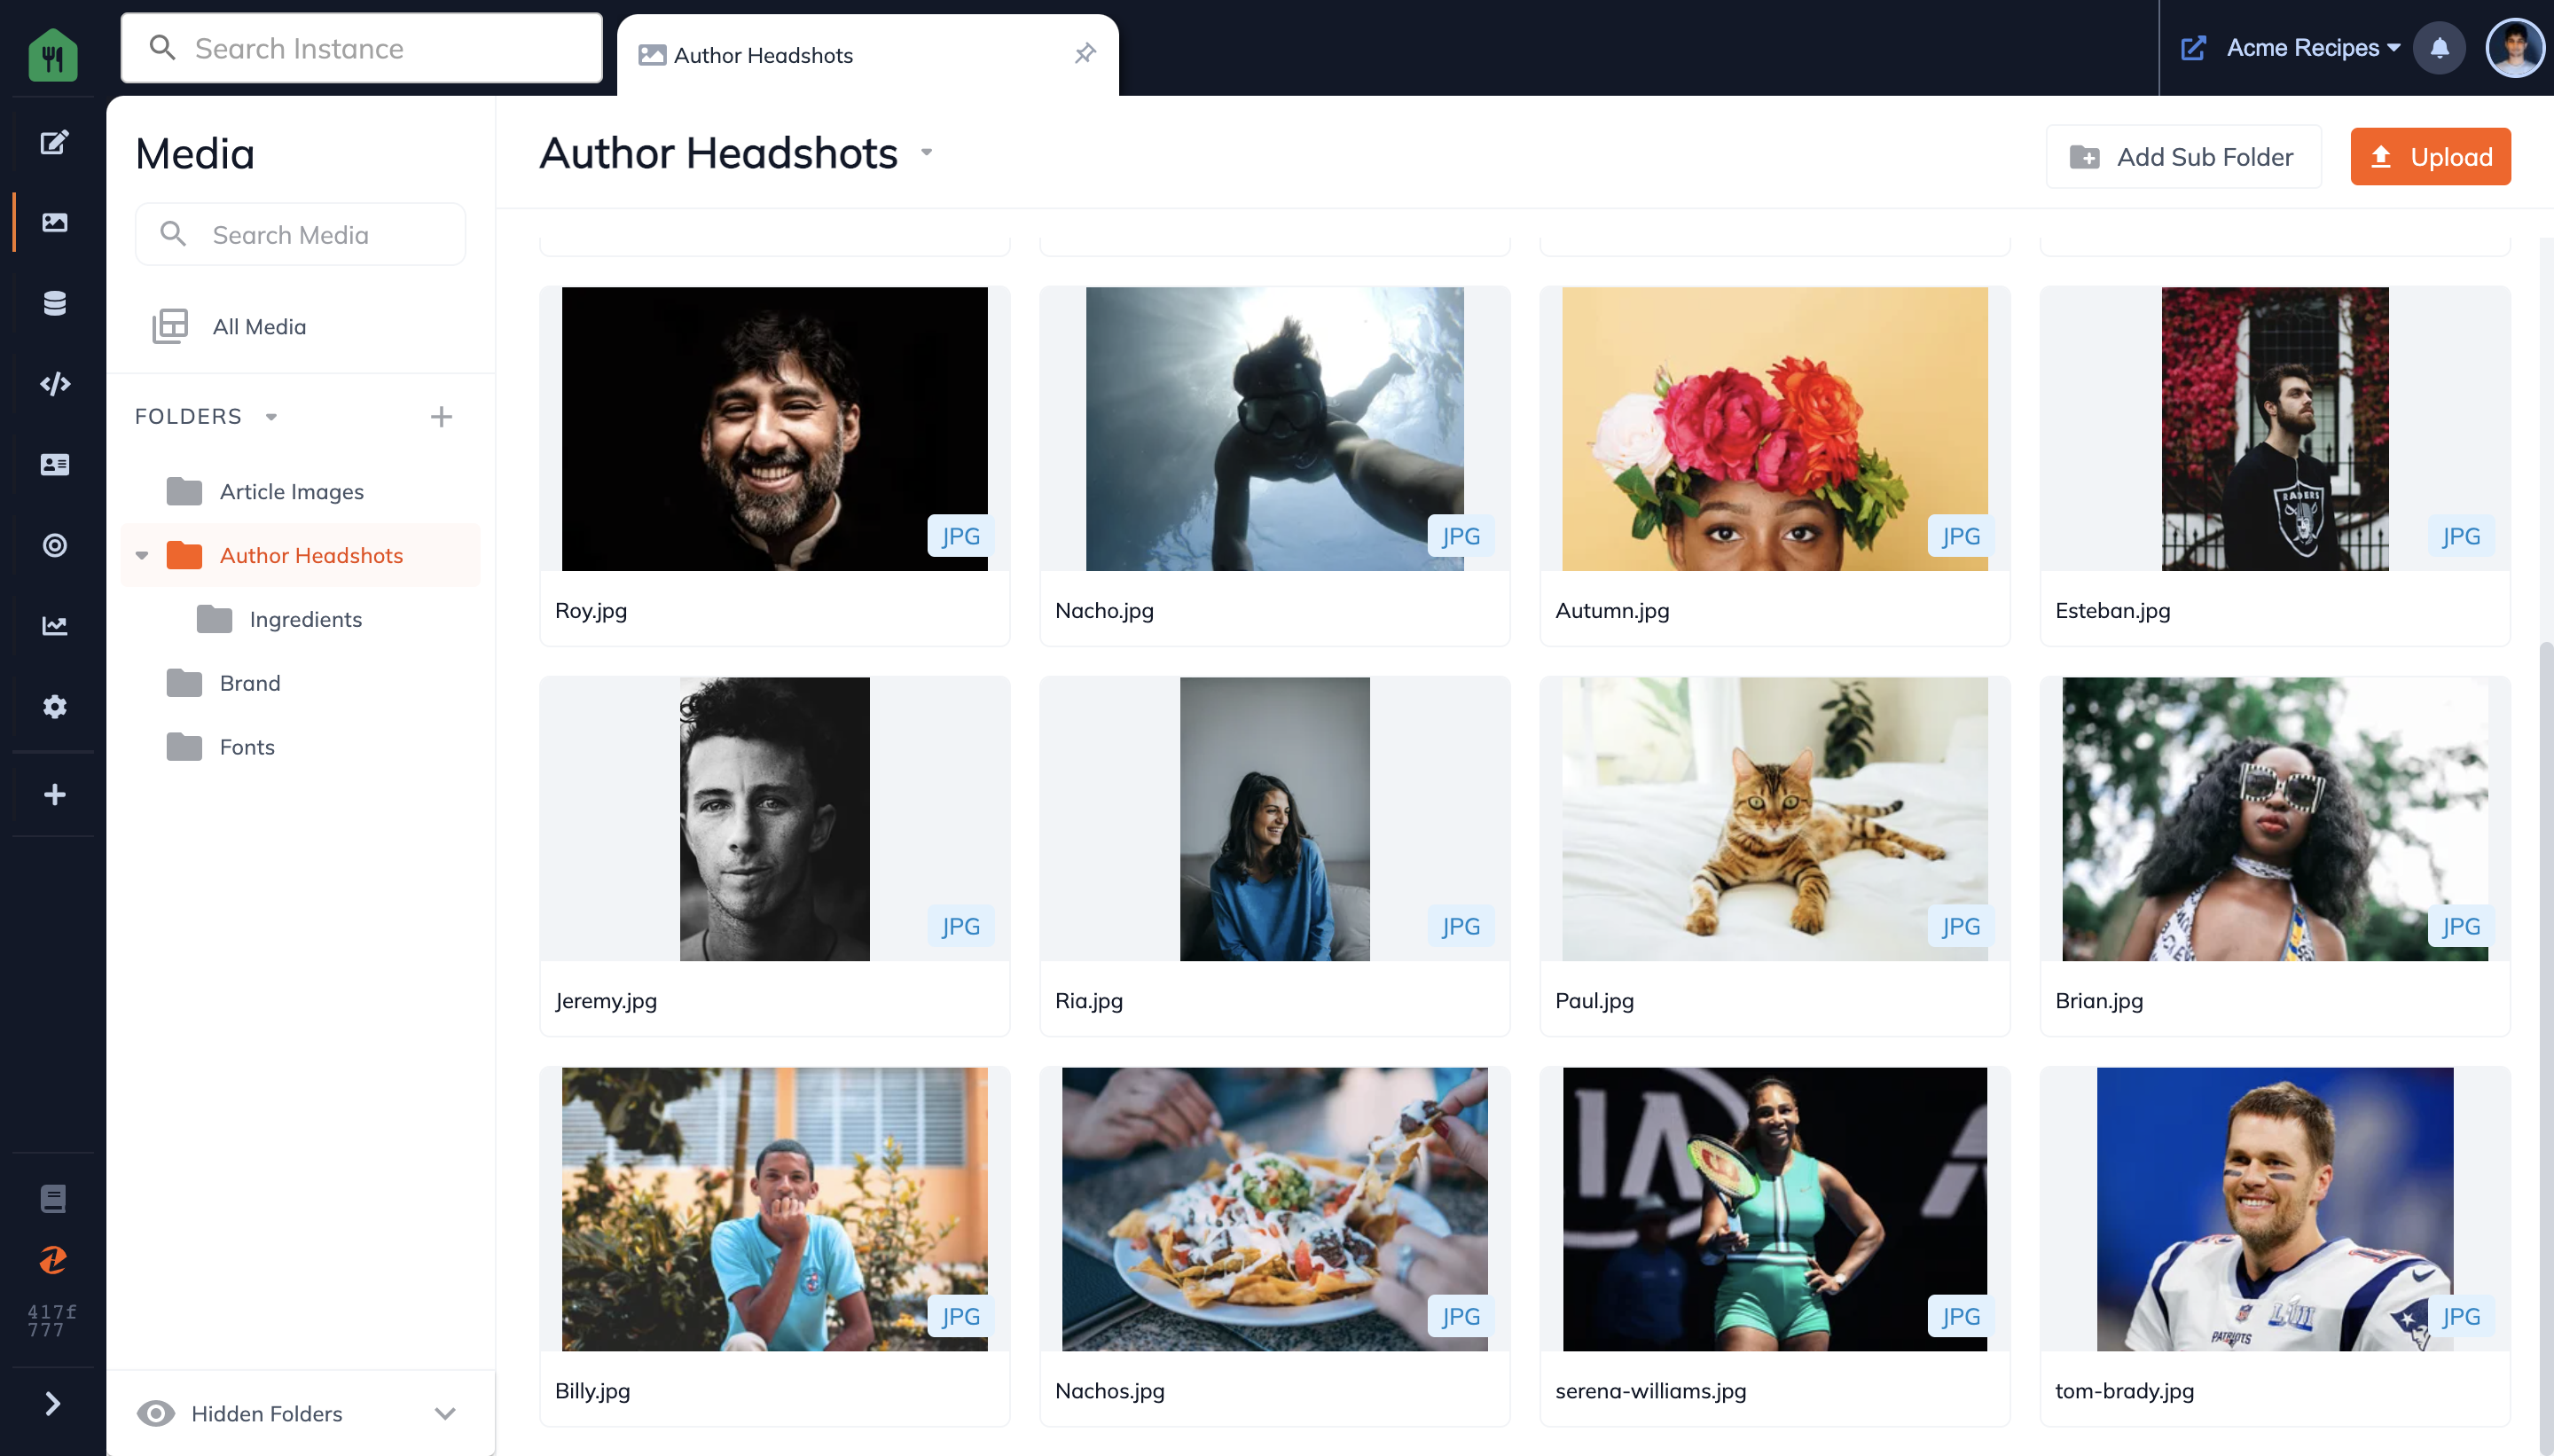 Search Instance
Author Headshots
Acme Recipes
Media
Author Headshots
Add Sub Folder
Upload
Search Media
All Media
FOLDERS
Article Images
Author Headshots
Ingredients
Brand
Fonts
RAIDERS
JPG
JPG
JPG
JPG
Roy.jpg
Nacho.jpg
Autumn.jpg
Esteban.jpg
JPG
JPG
JPG
JPG
Jeremy.jpg
Ria.jpg
Paul.jpg
Brian.jpg
PATRIOTS
LIII
JPG
JPG
JPG
JPG
Billy.jpg
Nachos.jpg
serena-williams.jpg
tom-brady.jpg
417f
777
Hidden Folders